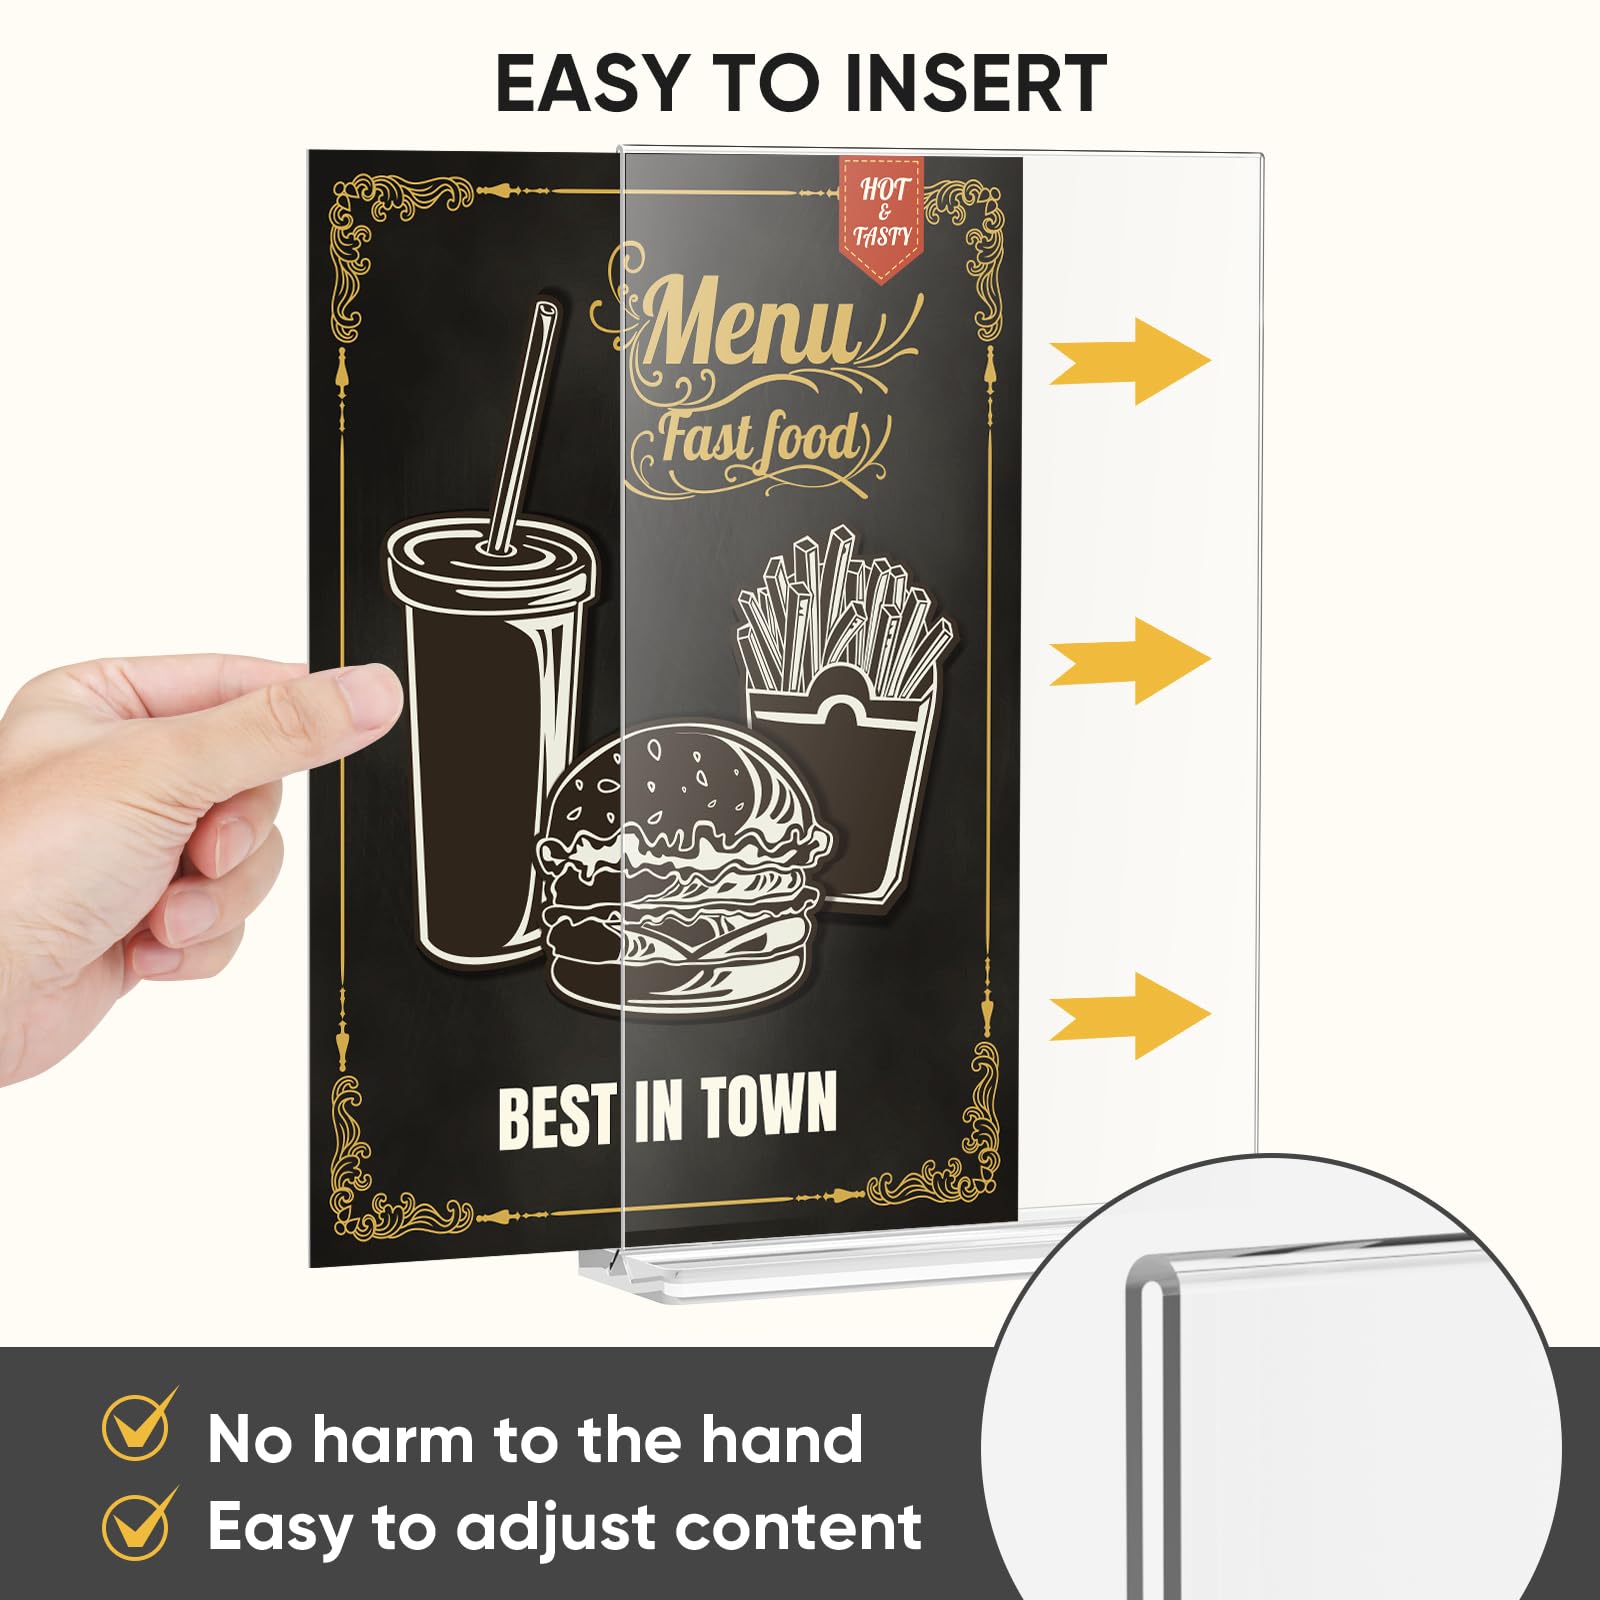 EASY TO INSERT
HOT
&
TASTY
Menu
Fast food
BEST IN TOWN
No harm to the hand
Easy to adjust content